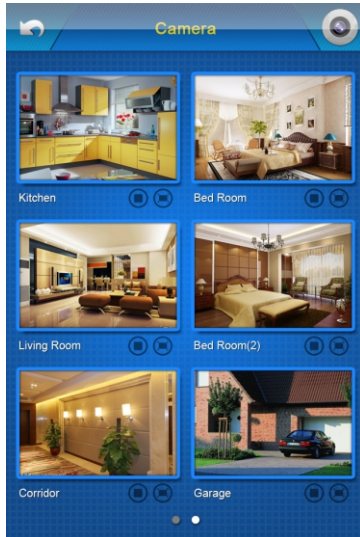 Camera
Kitchen
Bed Room
Living Room
Bed Room(2)
Corridor
Garage